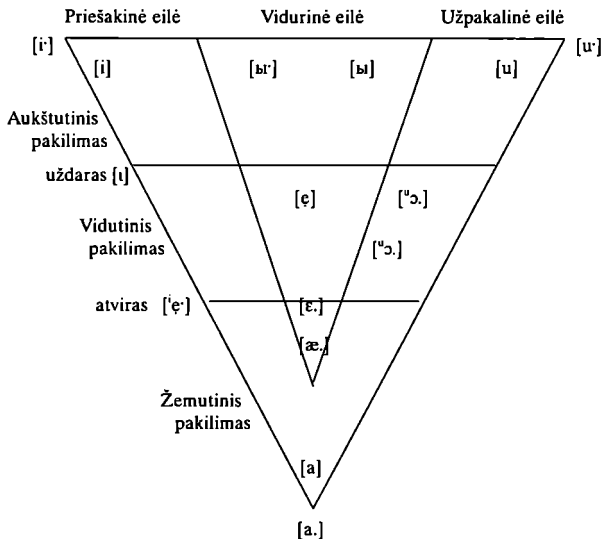 Priešakinė eilė Vidurinė eilė Užpakalinė eilė
[i·] [u·]
[i] [ы·] [ы] [u]
Aukštutinis
pakilimas
uždaras [ɩ]
[ẹ] [ᵘɔ.]
Vidutinis
pakilimas
[ᵘɔ.]
atviras [ⁱẹ·] [ɛ.]
[æ.]
Žemutinis
pakilimas
[a]
[a.]